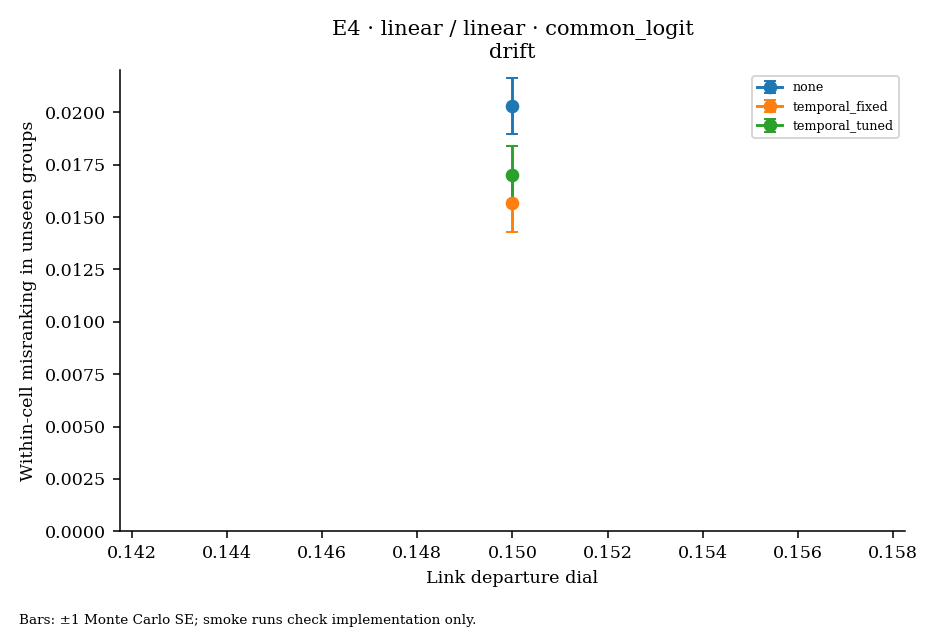 E4 · linear / linear · common_logit
drift
none
temporal_fixed
temporal_tuned
Within-cell misranking in unseen groups
0.0200
0.0175
0.0150
0.0125
0.0100
0.0075
0.0050
0.0025
0.0000
0.142 0.144 0.146 0.148 0.150 0.152 0.154 0.156 0.158
Link departure dial
Bars: ±1 Monte Carlo SE; smoke runs check implementation only.